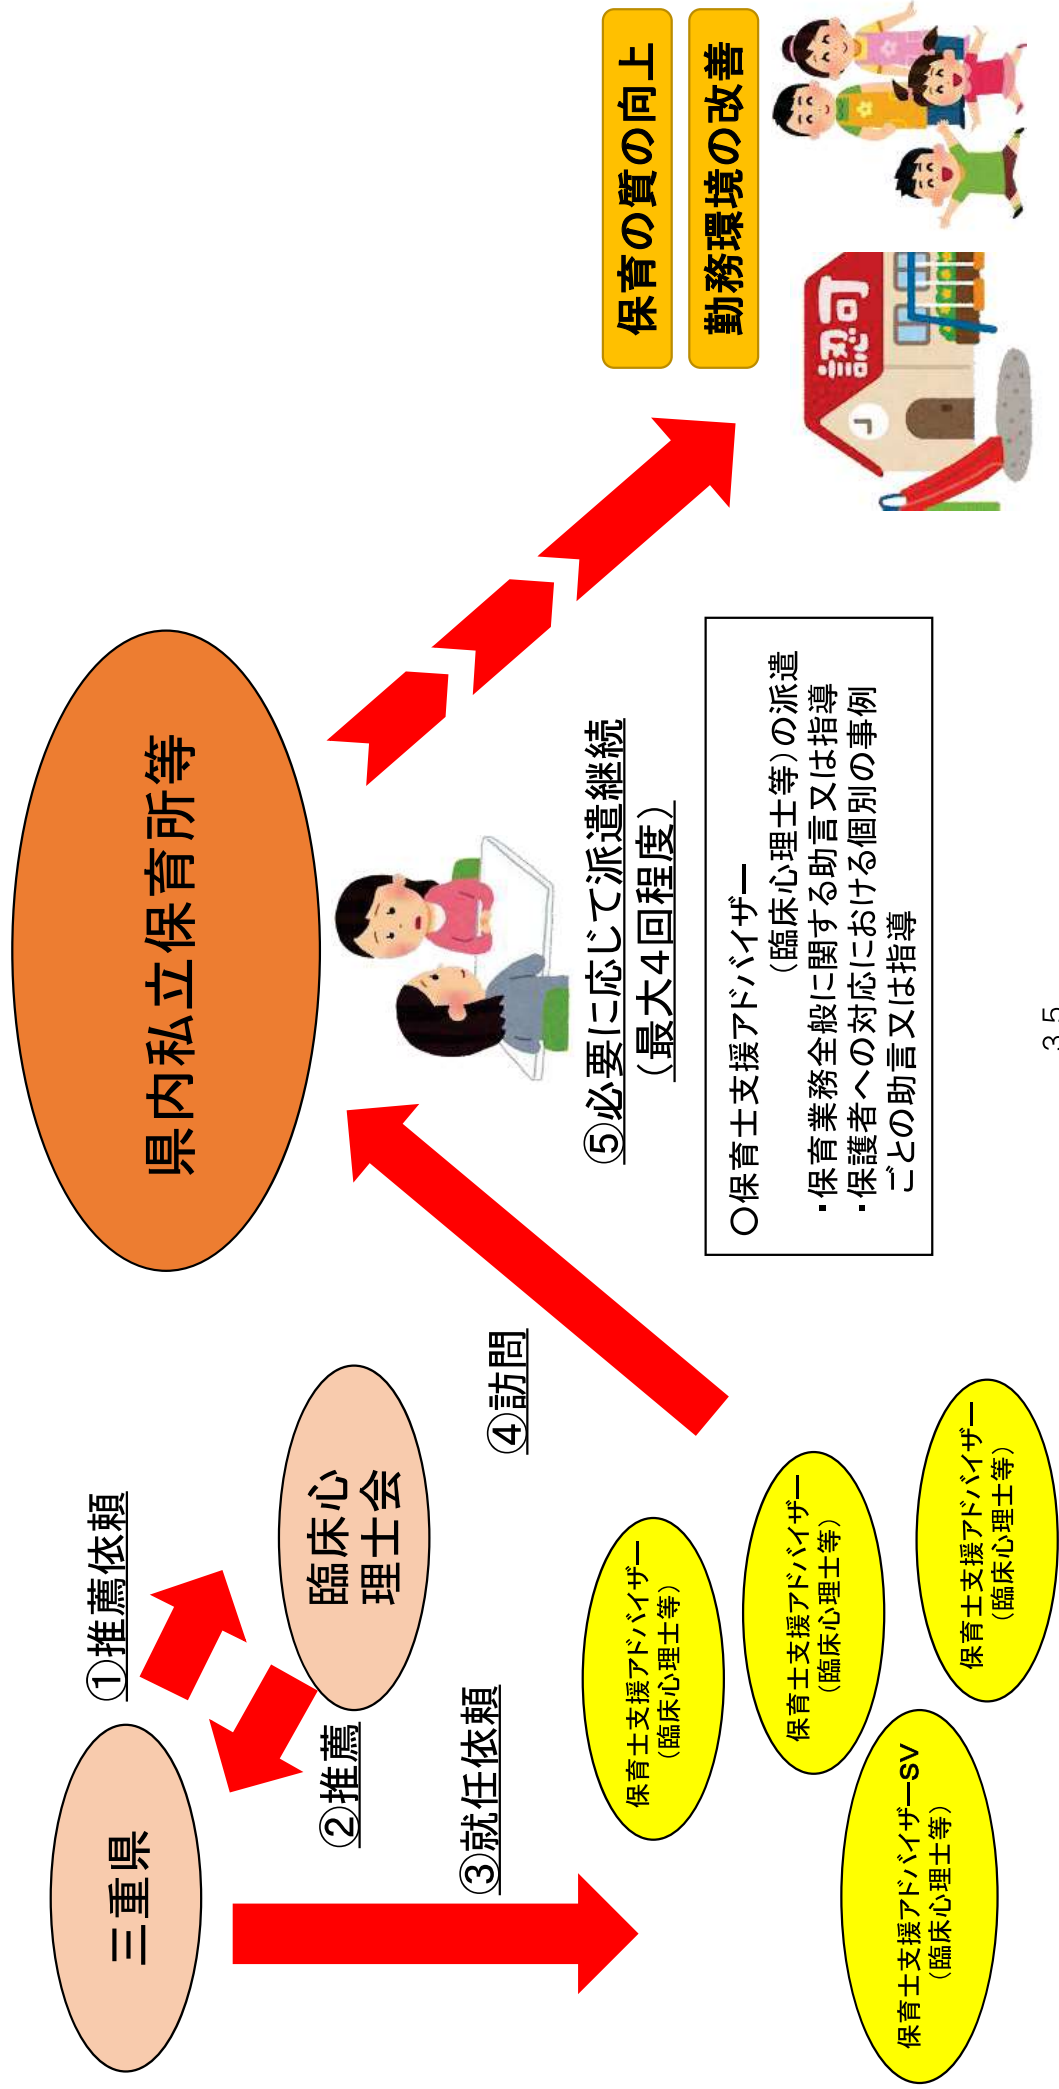 三重県
①推薦依頼
②推薦
臨床心
理士会
③就任依頼
保育士支援アドバイザー
（臨床心理士等）
保育士支援アドバイザー
（臨床心理士等）
保育士支援アドバイザー
（臨床心理士等）
保育士支援アドバイザーSV
（臨床心理士等）
④訪問
県内私立保育所等
⑤必要に応じて派遣継続
（最大４回程度）
〇保育士支援アドバイザー
（臨床心理士等）の派遣
・保育業務全般に関する助言又は指導
・保護者への対応における個別の事例
ごとの助言又は指導
保育の質の向上
勤務環境の改善
認可
35